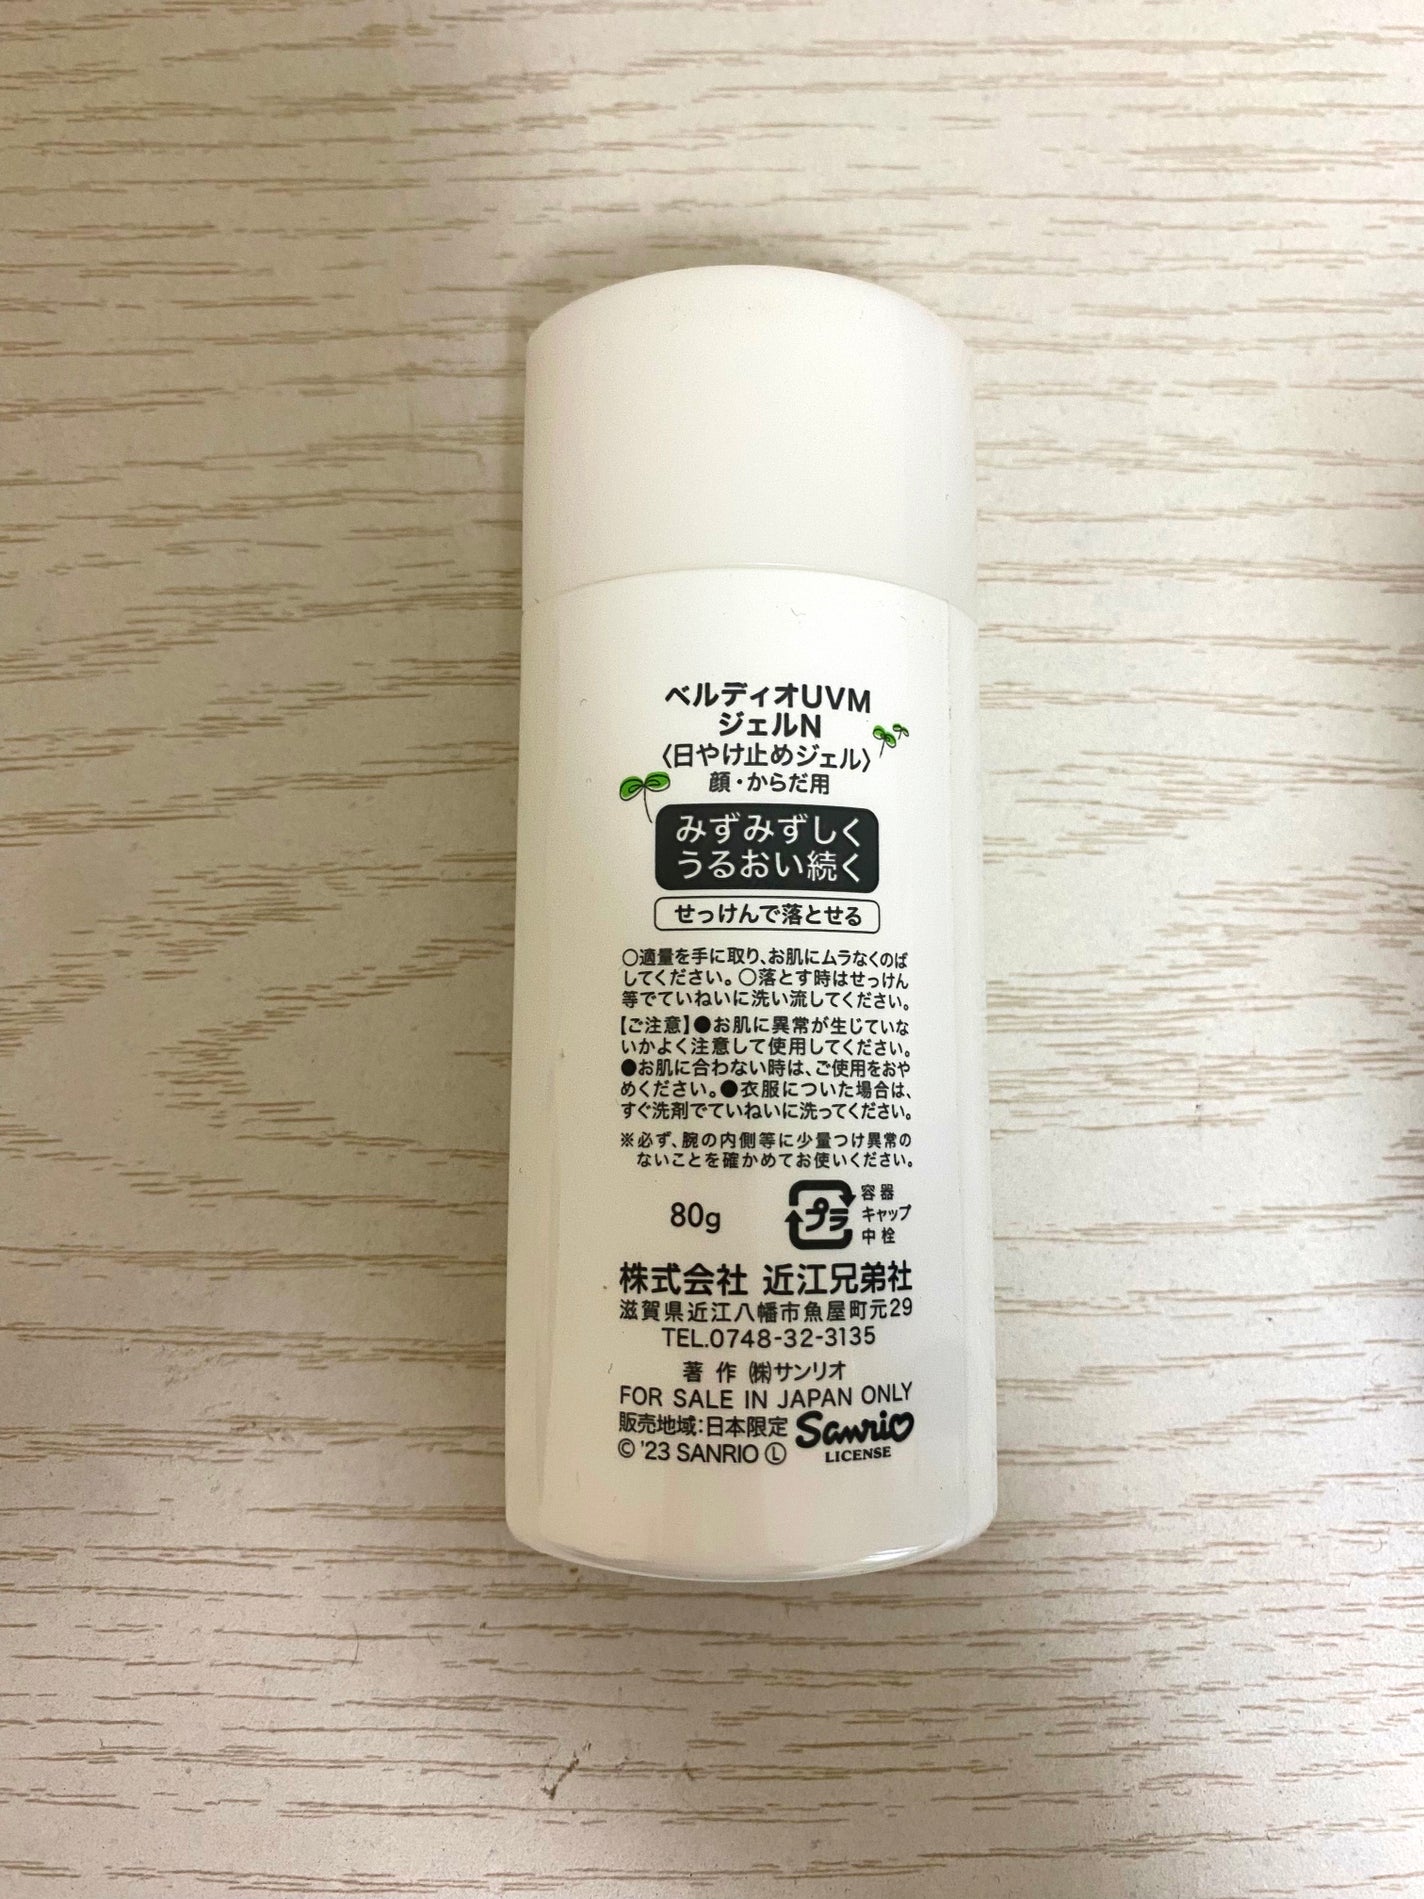 ベルディオUVM
ジェルN
〈日やけ止めジェル〉
顔・からだ用
みずみずしく
うるおい続く
せっけんで落とせる
○適量を手に取り、お肌にムラなくのば
してください。○落とす時はせっけん
等でていねいに洗い流してください。
【ご注意】●お肌に異常が生じていな
いかよく注意して使用してください。
●お肌に合わない時は、ご使用をおや
めください。●衣服についた場合は、
すぐ洗剤でていねいに洗ってください。
※必ず、腕の内側等に少量つけ異常の
ないことを確かめてお使いください。
80g
プラ
容器
キャップ
中栓
株式会社 近江兄弟社
滋賀県近江八幡市魚屋町元29
TEL.0748-32-3135
著作 ㈱サンリオ
FOR SALE IN JAPAN ONLY
販売地域:日本限定
© '23 SANRIO Ⓛ
Sanrio
LICENSE